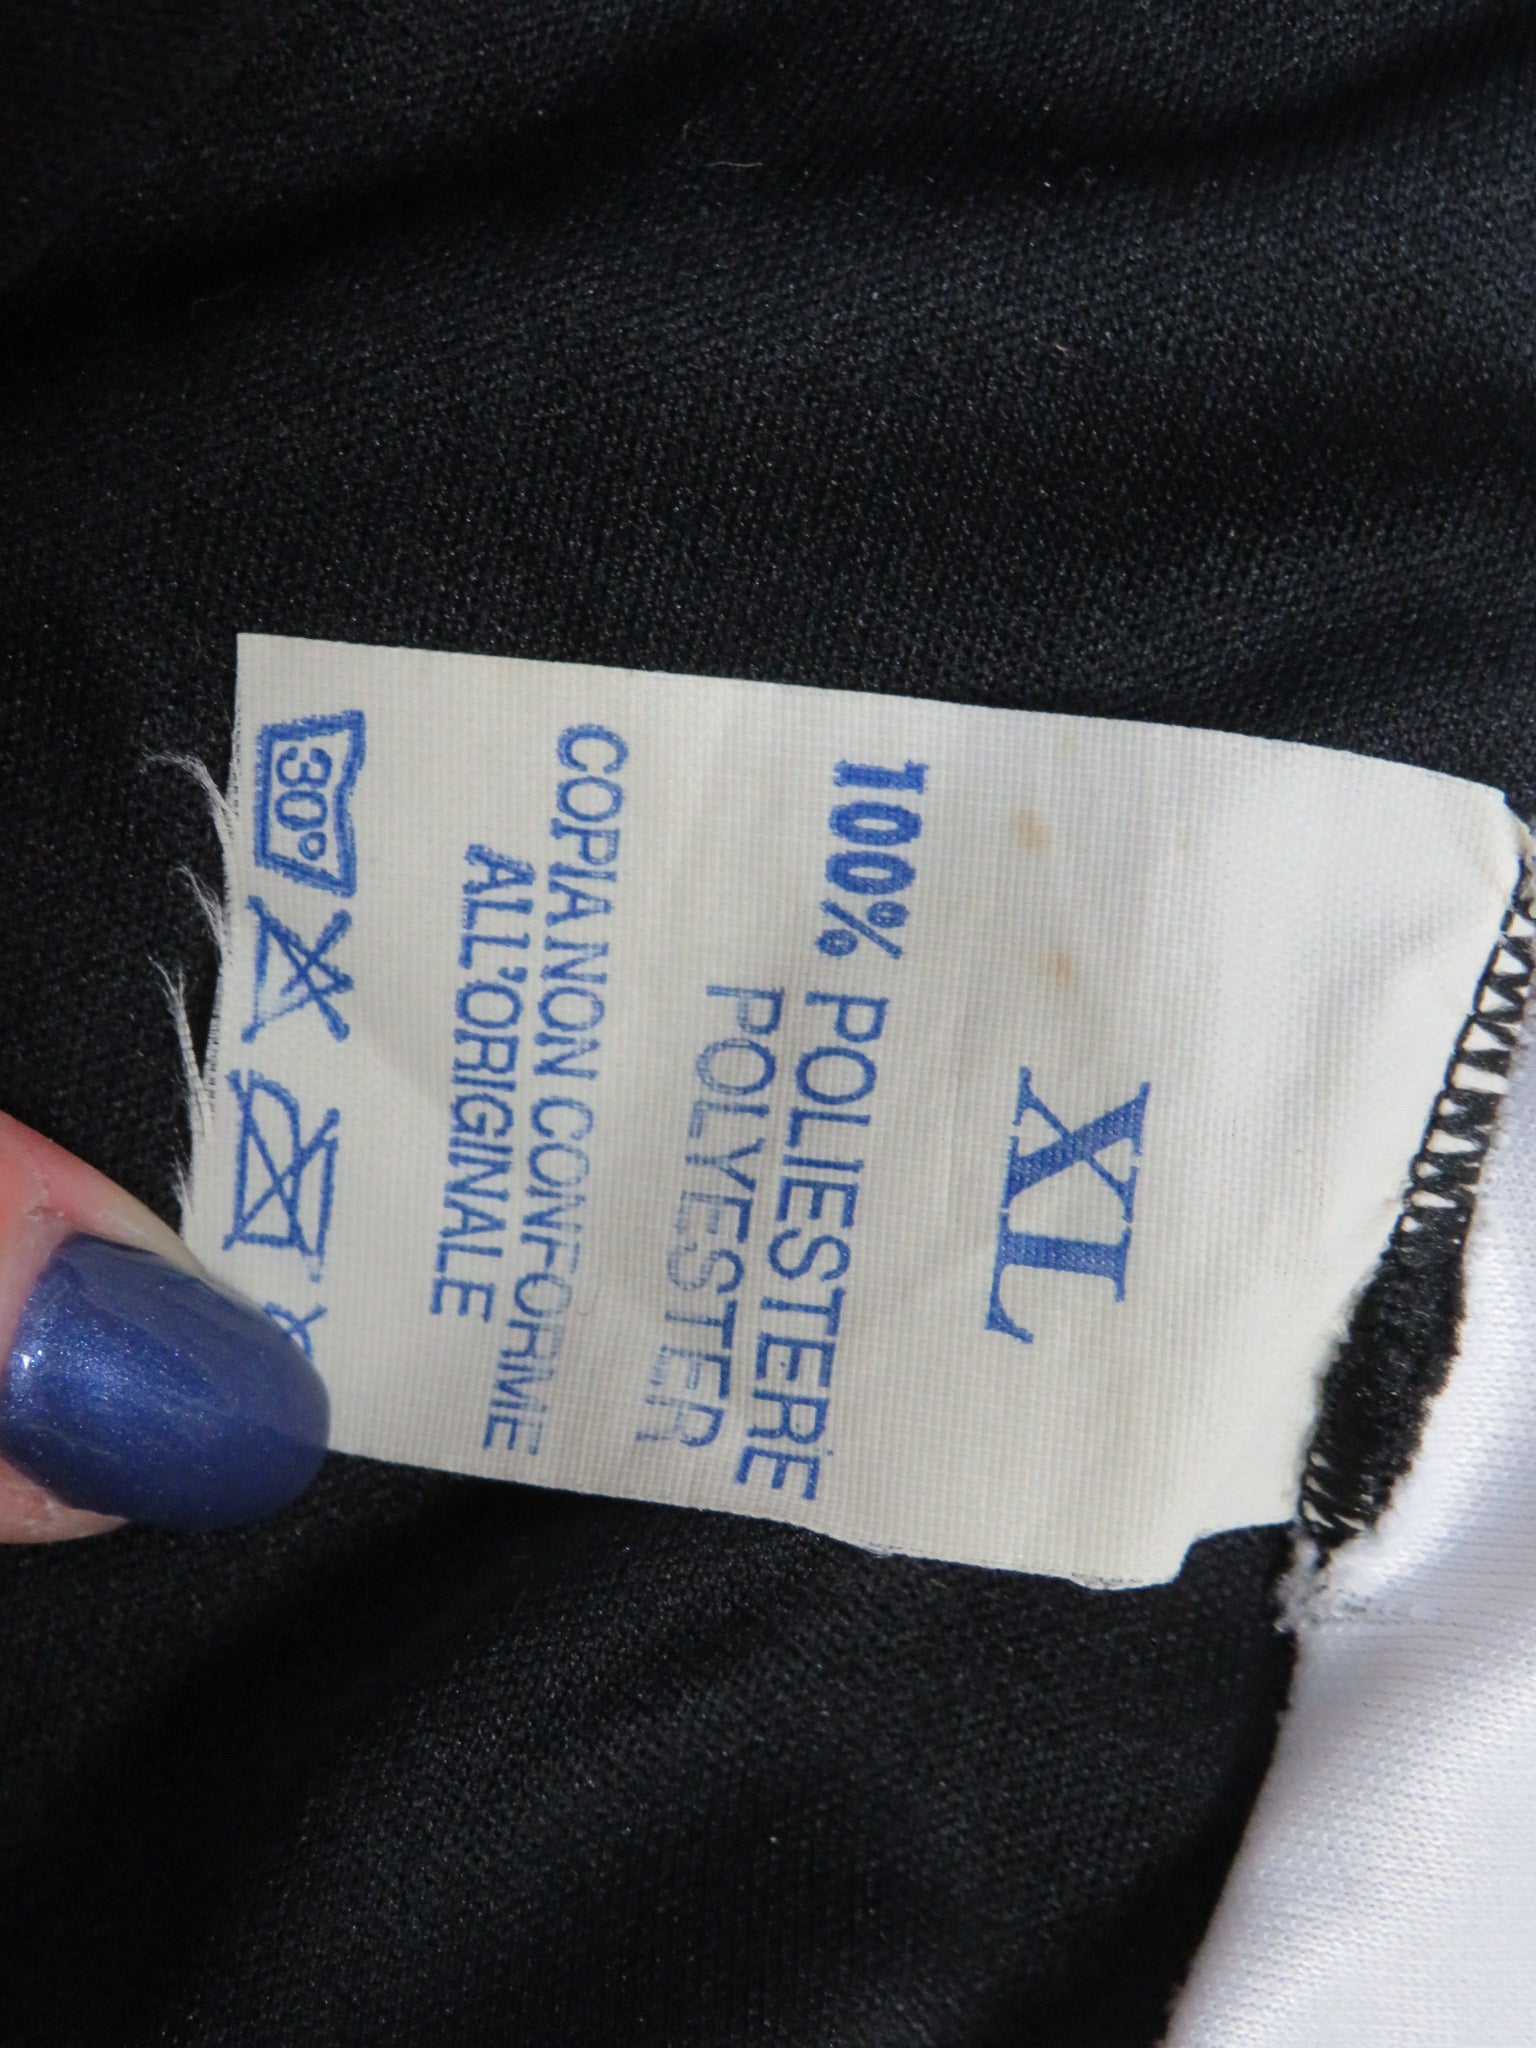 XL
100% POLIESTERE
POLYESTER
COPIA NON CONFORME
ALL'ORIGINALE
30°